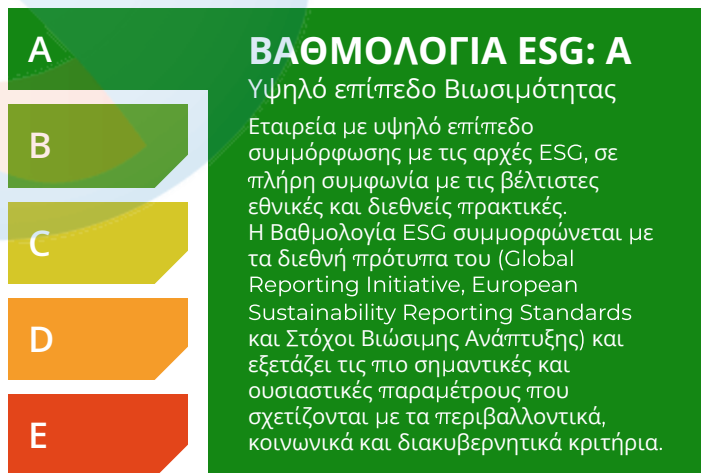 A
B
C
D
E
ΒΑΘΜΟΛΟΓΙΑ ESG: A
Υψηλό επίπεδο Βιωσιμότητας
Εταιρεία με υψηλό επίπεδο
συμμόρφωσης με τις αρχές ESG, σε
πλήρη συμφωνία με τις βέλτιστες
εθνικές και διεθνείς πρακτικές.
Η Βαθμολογία ESG συμμορφώνεται με
τα διεθνή πρότυπα του (Global
Reporting Initiative, European
Sustainability Reporting Standards
και Στόχοι Βιώσιμης Ανάπτυξης) και
εξετάζει τις πιο σημαντικές και
ουσιαστικές παραμέτρους που
σχετίζονται με τα περιβαλλοντικά,
κοινωνικά και διακυβερνητικά κριτήρια.